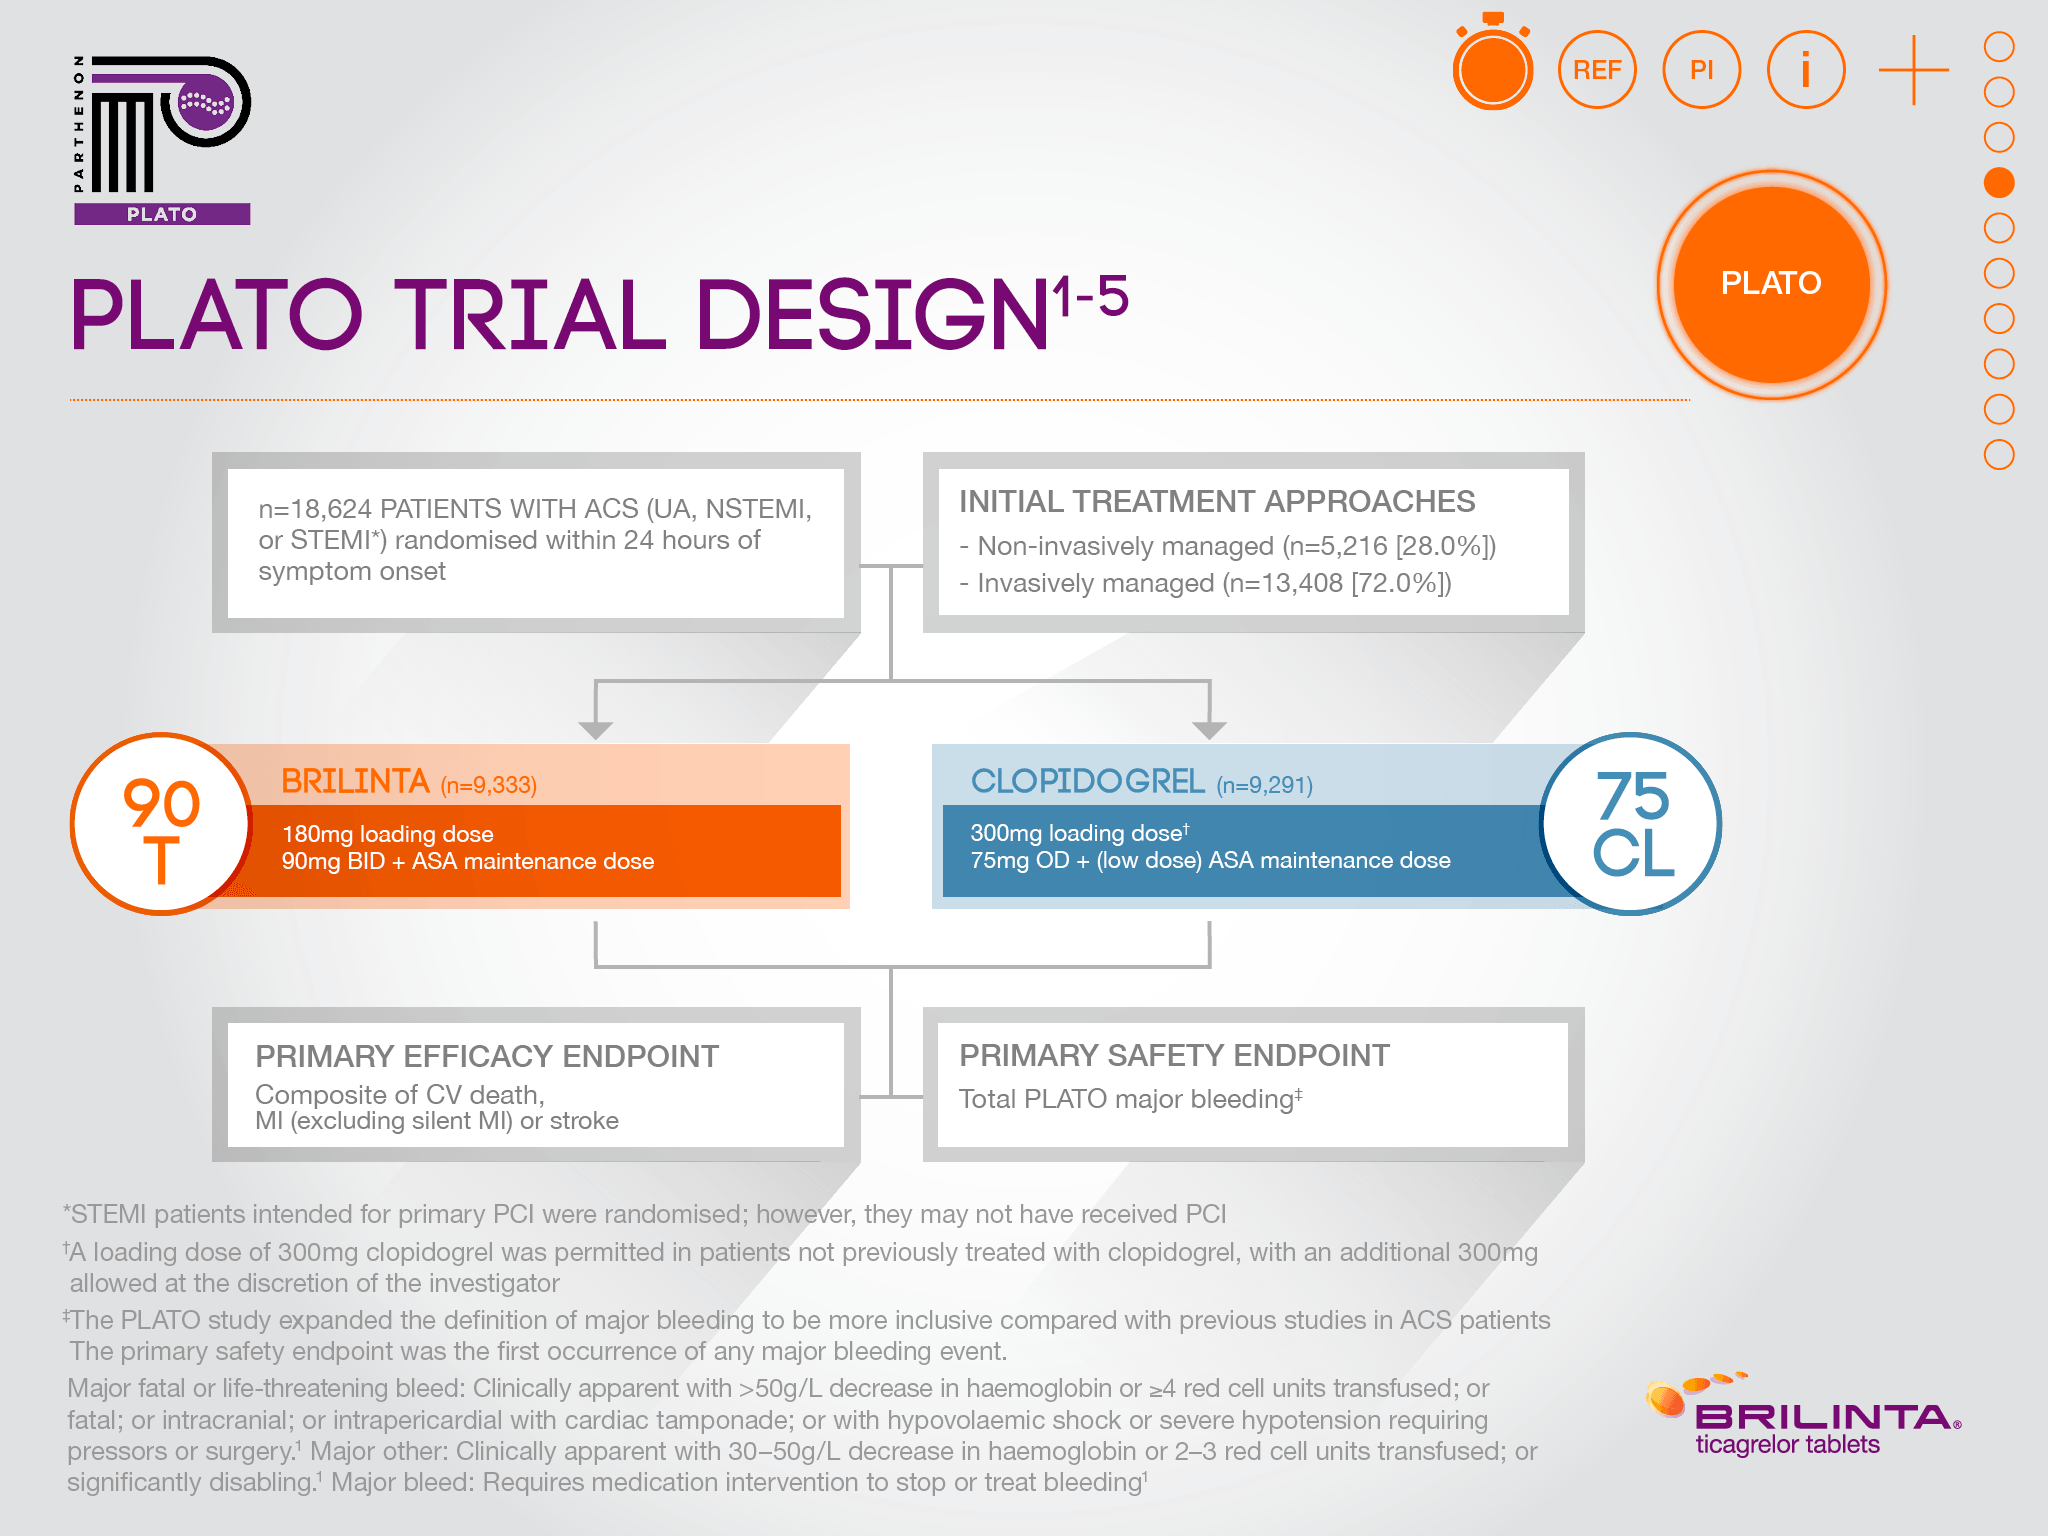 PARTHENON
PLATO
REF
PI
i
PLATO
PLATO TRIAL DESIGN¹⁻⁵
n=18,624 PATIENTS WITH ACS (UA, NSTEMI,
or STEMI*) randomised within 24 hours of
symptom onset
INITIAL TREATMENT APPROACHES
- Non-invasively managed (n=5,216 [28.0%])
- Invasively managed (n=13,408 [72.0%])
90
T
BRILINTA (n=9,333)
180mg loading dose
90mg BID + ASA maintenance dose
CLOPIDOGREL (n=9,291)
300mg loading dose†
75mg OD + (low dose) ASA maintenance dose
75
CL
PRIMARY EFFICACY ENDPOINT
Composite of CV death,
MI (excluding silent MI) or stroke
PRIMARY SAFETY ENDPOINT
Total PLATO major bleeding‡
*STEMI patients intended for primary PCI were randomised; however, they may not have received PCI
†A loading dose of 300mg clopidogrel was permitted in patients not previously treated with clopidogrel, with an additional 300mg
allowed at the discretion of the investigator
‡The PLATO study expanded the definition of major bleeding to be more inclusive compared with previous studies in ACS patients
The primary safety endpoint was the first occurrence of any major bleeding event.
Major fatal or life-threatening bleed: Clinically apparent with >50g/L decrease in haemoglobin or ≥4 red cell units transfused; or
fatal; or intracranial; or intrapericardial with cardiac tamponade; or with hypovolaemic shock or severe hypotension requiring
pressors or surgery.¹ Major other: Clinically apparent with 30–50g/L decrease in haemoglobin or 2–3 red cell units transfused; or
significantly disabling.¹ Major bleed: Requires medication intervention to stop or treat bleeding¹
BRILINTA®
ticagrelor tablets